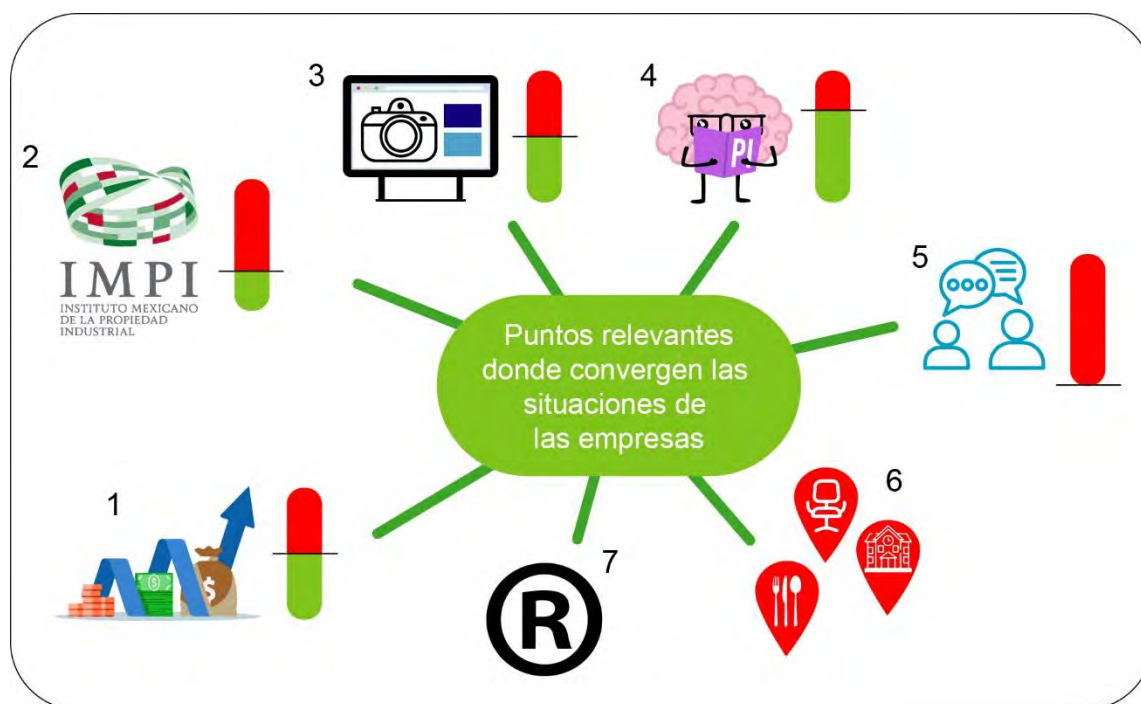 3
4
PI
2
IMPI
INSTITUTO MEXICANO
DE LA PROPIEDAD
INDUSTRIAL
5
Puntos relevantes
donde convergen las
situaciones de
las empresas
1
$
$
6
7
R